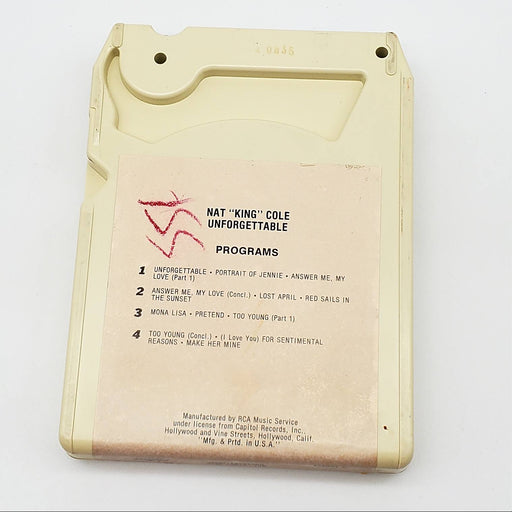 NAT "KING" COLE
UNFORGETTABLE
PROGRAMS
1 UNFORGETTABLE • PORTRAIT OF JENNIE • ANSWER ME, MY
LOVE (Part 1)
2 ANSWER ME, MY LOVE (Concl.) • LOST APRIL • RED SAILS IN
THE SUNSET
3 MONA LISA • PRETEND • TOO YOUNG (Part 1)
4 TOO YOUNG (Concl.) • (I Love You) FOR SENTIMENTAL
REASONS • MAKE HER MINE
Manufactured by RCA Music Service
under license from Capitol Records, Inc.,
Hollywood and Vine Streets, Hollywood, Calif.
"Mfg. & Prtd. in U.S.A."